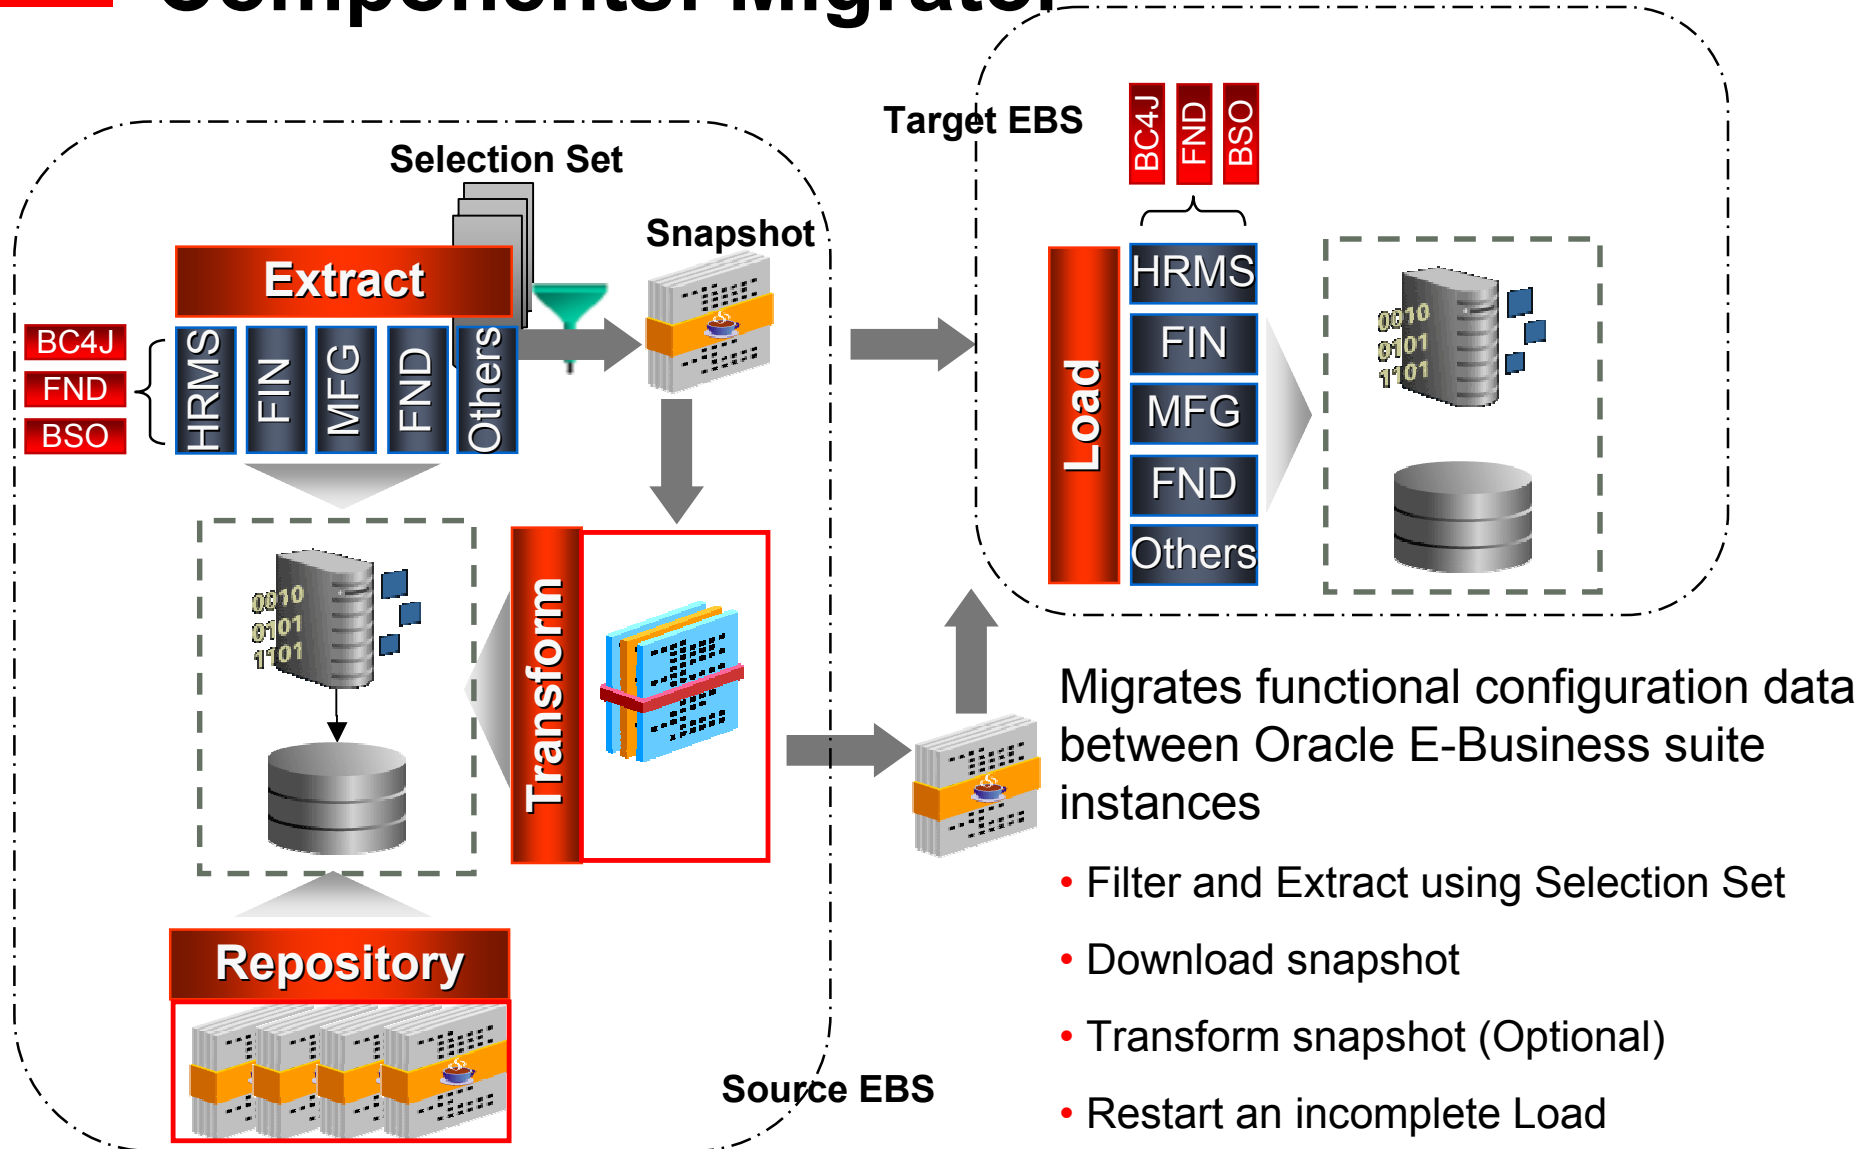 Components: Migrator
Target EBS
BC4J
FND
BSO
Selection Set
Snapshot
Extract
BC4J
FND
BSO
HRMS
FIN
MFG
FND
Others
Load
HRMS
FIN
MFG
FND
Others
0010
0101
1101
Transform
0010
0101
1101
Repository
Source EBS
Migrates functional configuration data
between Oracle E-Business suite
instances
• Filter and Extract using Selection Set
• Download snapshot
• Transform snapshot (Optional)
• Restart an incomplete Load